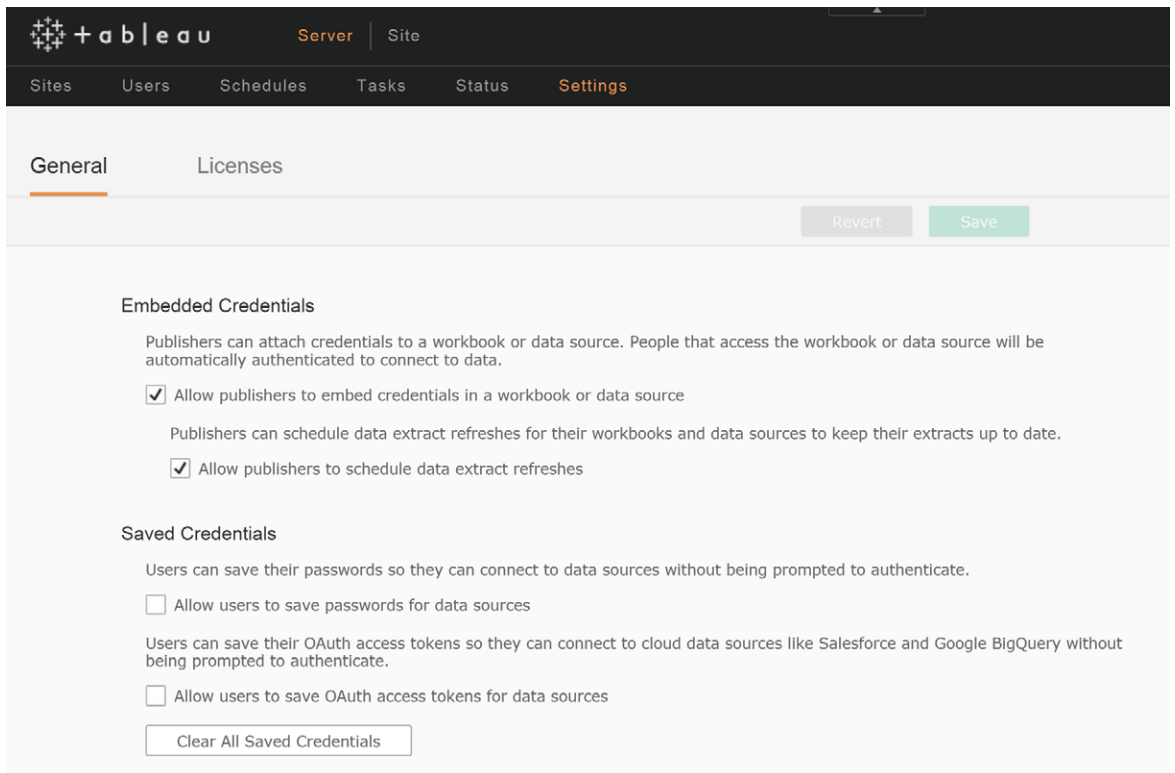 +ableau Server Site
Sites Users Schedules Tasks Status Settings
General Licenses
Revert Save
Embedded Credentials
Publishers can attach credentials to a workbook or data source. People that access the workbook or data source will be
automatically authenticated to connect to data.
Allow publishers to embed credentials in a workbook or data source
Publishers can schedule data extract refreshes for their workbooks and data sources to keep their extracts up to date.
Allow publishers to schedule data extract refreshes
Saved Credentials
Users can save their passwords so they can connect to data sources without being prompted to authenticate.
Allow users to save passwords for data sources
Users can save their OAuth access tokens so they can connect to cloud data sources like Salesforce and Google BigQuery without
being prompted to authenticate.
Allow users to save OAuth access tokens for data sources
Clear All Saved Credentials